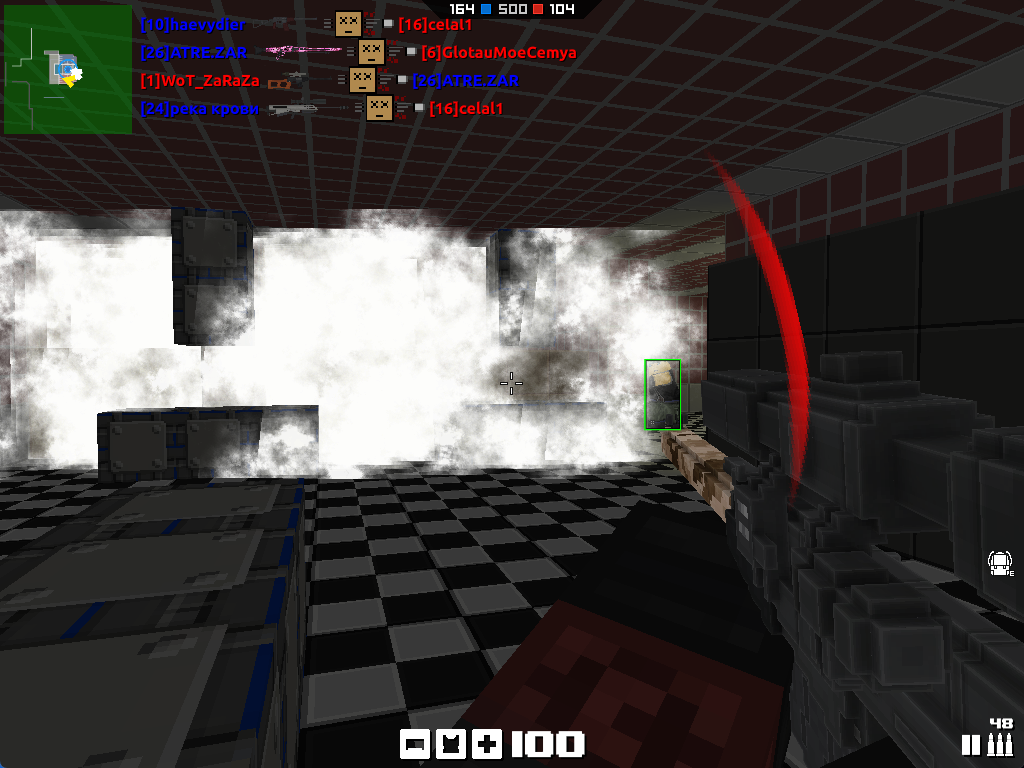 164 500 104
[10]haevydier [16]celal1
[26]ATRE.ZAR [6]GlotauMoeCemya
[1]WoT_ZaRaZa [26]ATRE.ZAR
[24]река крови [16]celal1
E
48
100